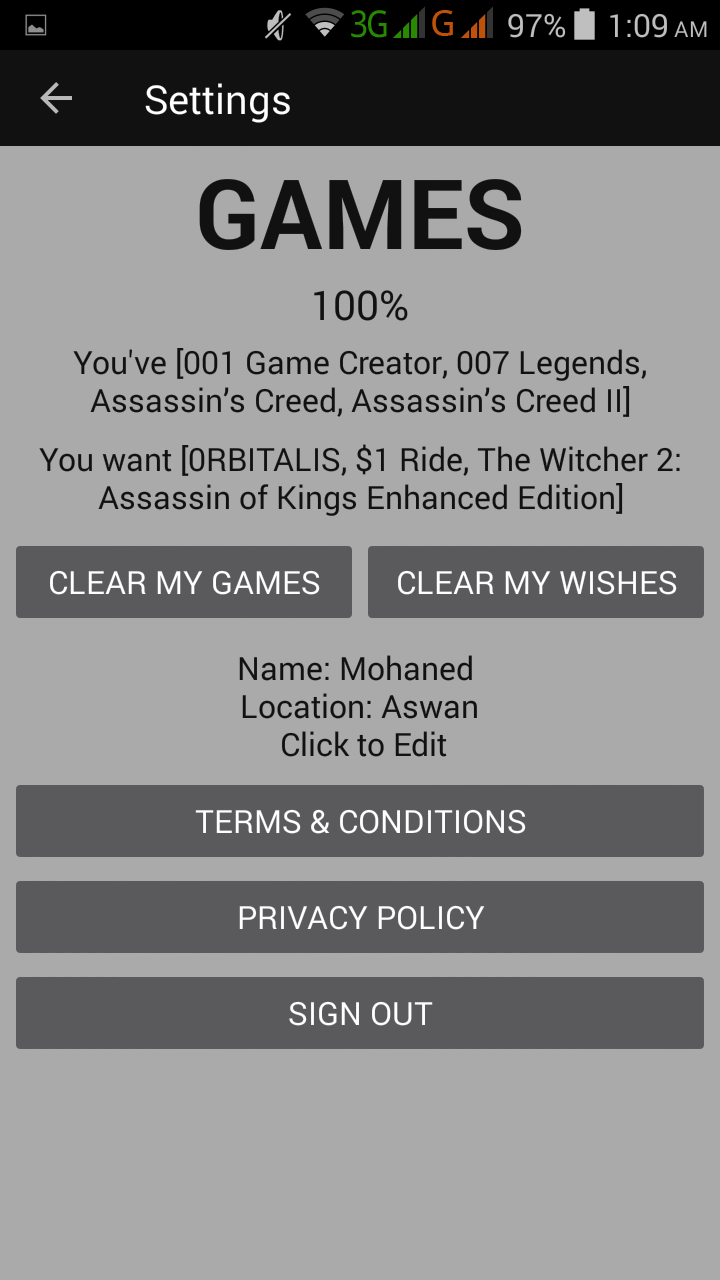 3G G 97% 1:09 AM
Settings
GAMES
100%
You've [001 Game Creator, 007 Legends,
Assassin’s Creed, Assassin’s Creed II]
You want [0RBITALIS, $1 Ride, The Witcher 2:
Assassin of Kings Enhanced Edition]
CLEAR MY GAMES CLEAR MY WISHES
Name: Mohaned
Location: Aswan
Click to Edit
TERMS & CONDITIONS
PRIVACY POLICY
SIGN OUT